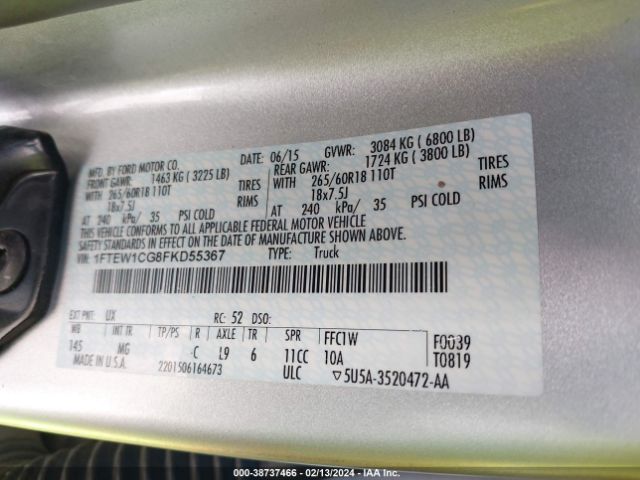 MFD. BY FORD MOTOR CO.
DATE: 06/15 GVWR: 3084 KG ( 6800 LB)
FRONT GAWR: 1463 KG ( 3225 LB)
REAR GAWR: 1724 KG ( 3800 LB)
WITH 265/60R18 110T TIRES
WITH 265/60R18 110T TIRES
18x7.5J RIMS
18x7.5J RIMS
AT 240 kPa/ 35 PSI COLD
AT 240 kPa/ 35 PSI COLD
THIS VEHICLE CONFORMS TO ALL APPLICABLE FEDERAL MOTOR VEHICLE
SAFETY STANDARDS IN EFFECT ON THE DATE OF MANUFACTURE SHOWN ABOVE.
VIN: 1FTEW1CG8FKD55367 TYPE: Truck
EXT PNT: UX RC: 52 DSO:
WB INT TR TP/PS R AXLE TR SPR FFC1W F0039
145 MG C L9 6 11CC 10A T0819
MADE IN U.S.A. 2201506164673 ULC ▽5U5A-3520472-AA
000-38737466 - 02/13/2024 - IAA Inc.